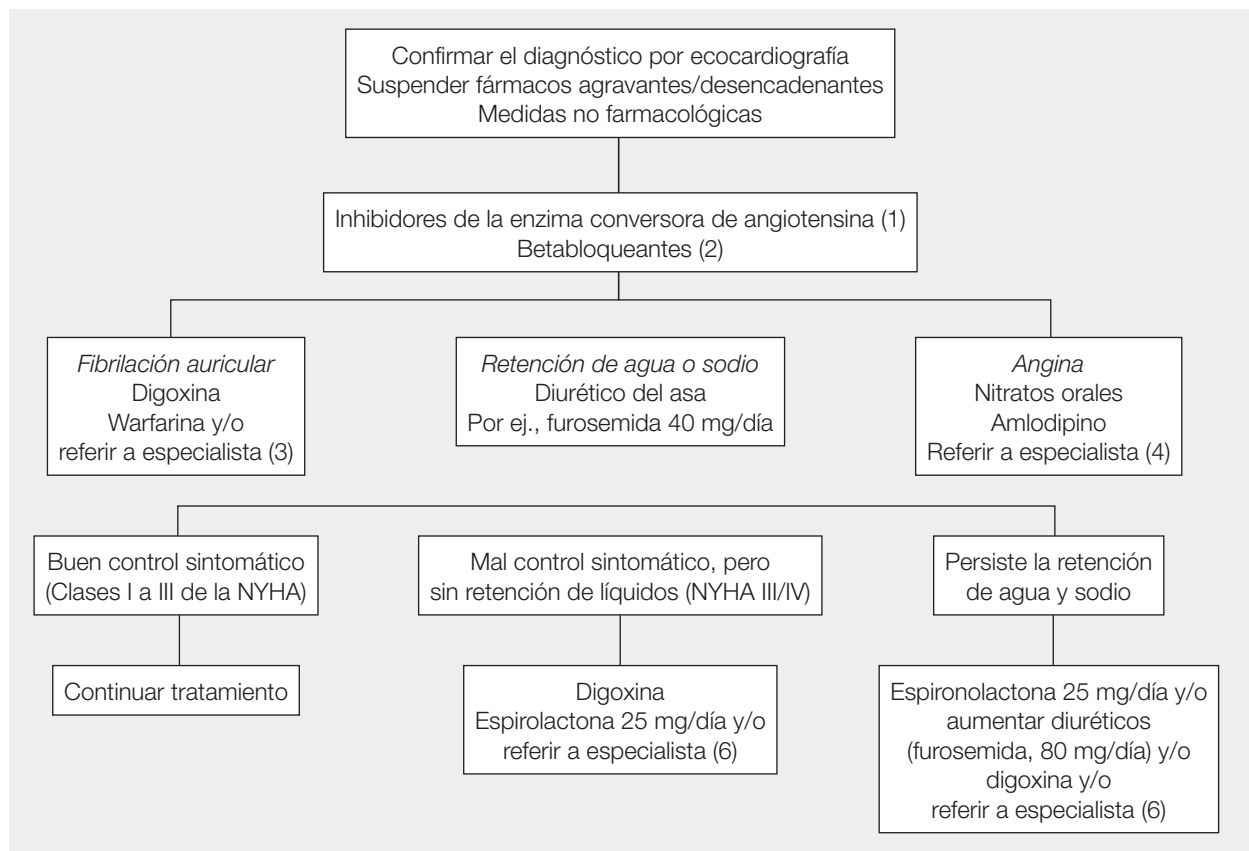 Confirmar el diagnóstico por ecocardiografía
Suspender fármacos agravantes/desencadenantes
Medidas no farmacológicas
Inhibidores de la enzima conversora de angiotensina (1)
Betabloqueantes (2)
Fibrilación auricular
Digoxina
Warfarina y/o
referir a especialista (3)
Retención de agua o sodio
Diurético del asa
Por ej., furosemida 40 mg/día
Angina
Nitratos orales
Amlodipino
Referir a especialista (4)
Buen control sintomático
(Clases I a III de la NYHA)
Mal control sintomático, pero
sin retención de líquidos (NYHA III/IV)
Persiste la retención
de agua y sodio
Continuar tratamiento
Digoxina
Espirolactona 25 mg/día y/o
referir a especialista (6)
Espironolactona 25 mg/día y/o
aumentar diuréticos
(furosemida, 80 mg/día) y/o
digoxina y/o
referir a especialista (6)